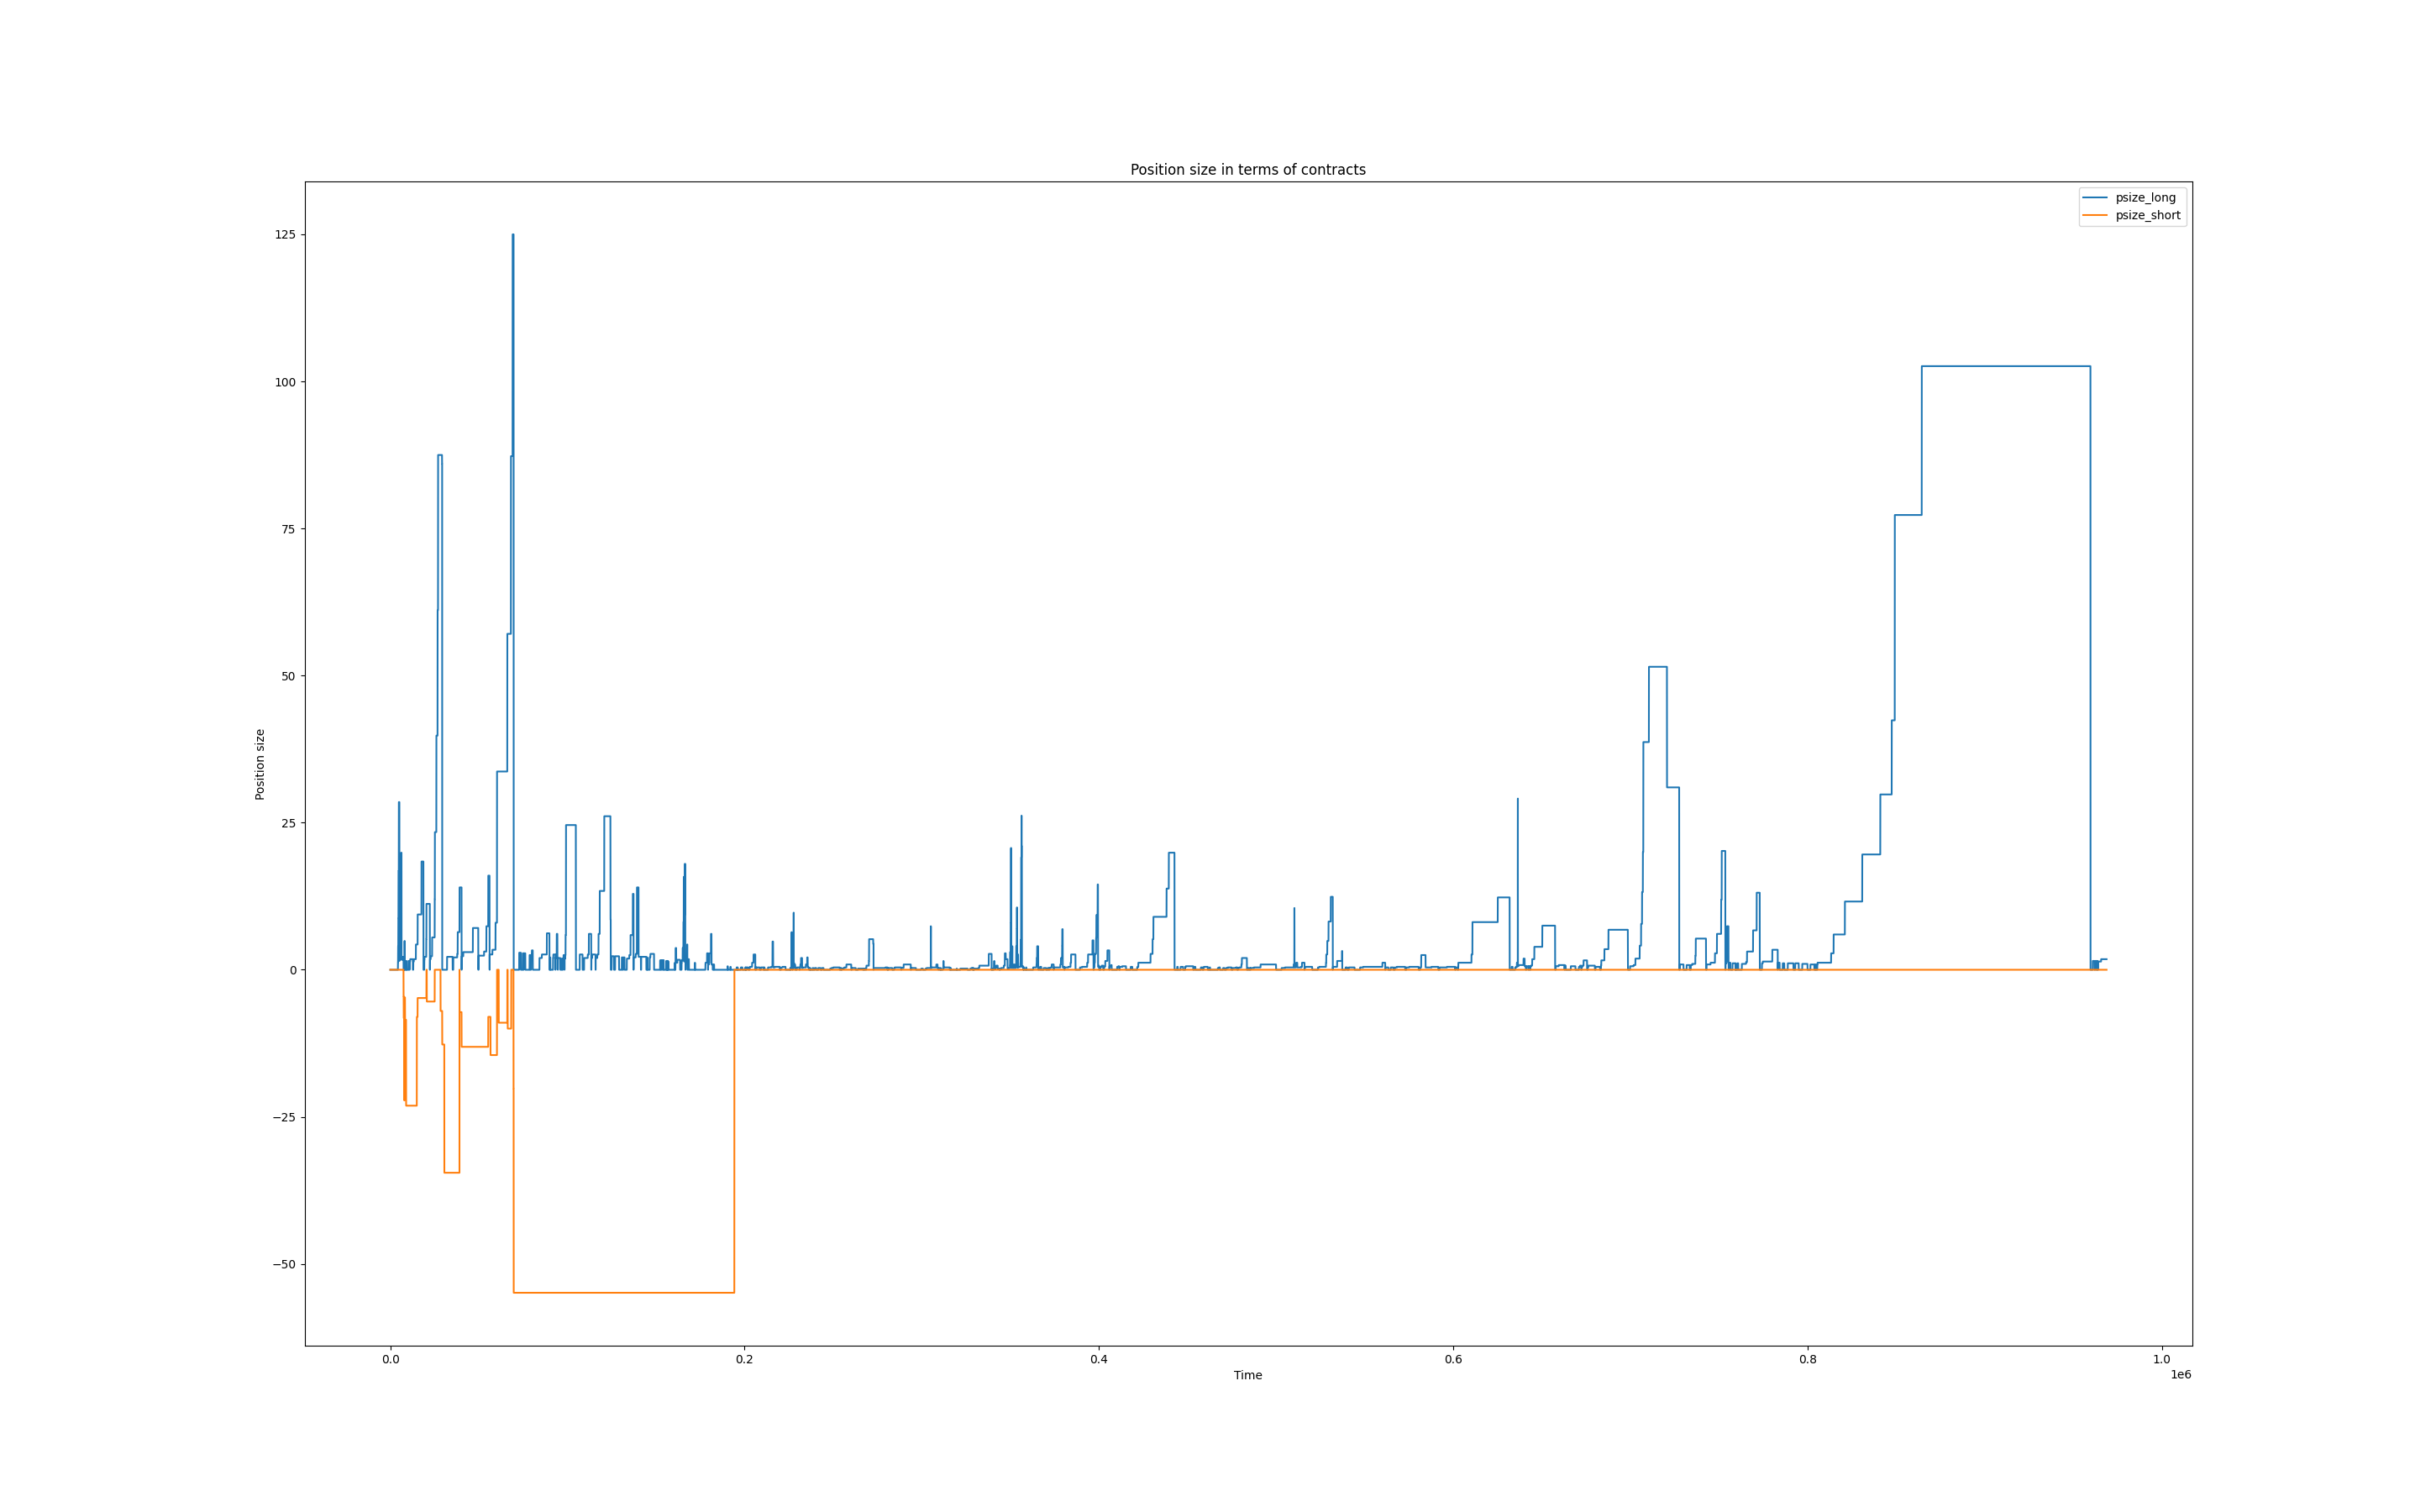 Position size in terms of contracts
psize_long
psize_short
125
100
75
50
25
0
−25
−50
Position size
0.0 0.2 0.4 0.6 0.8 1.0
Time
1e6